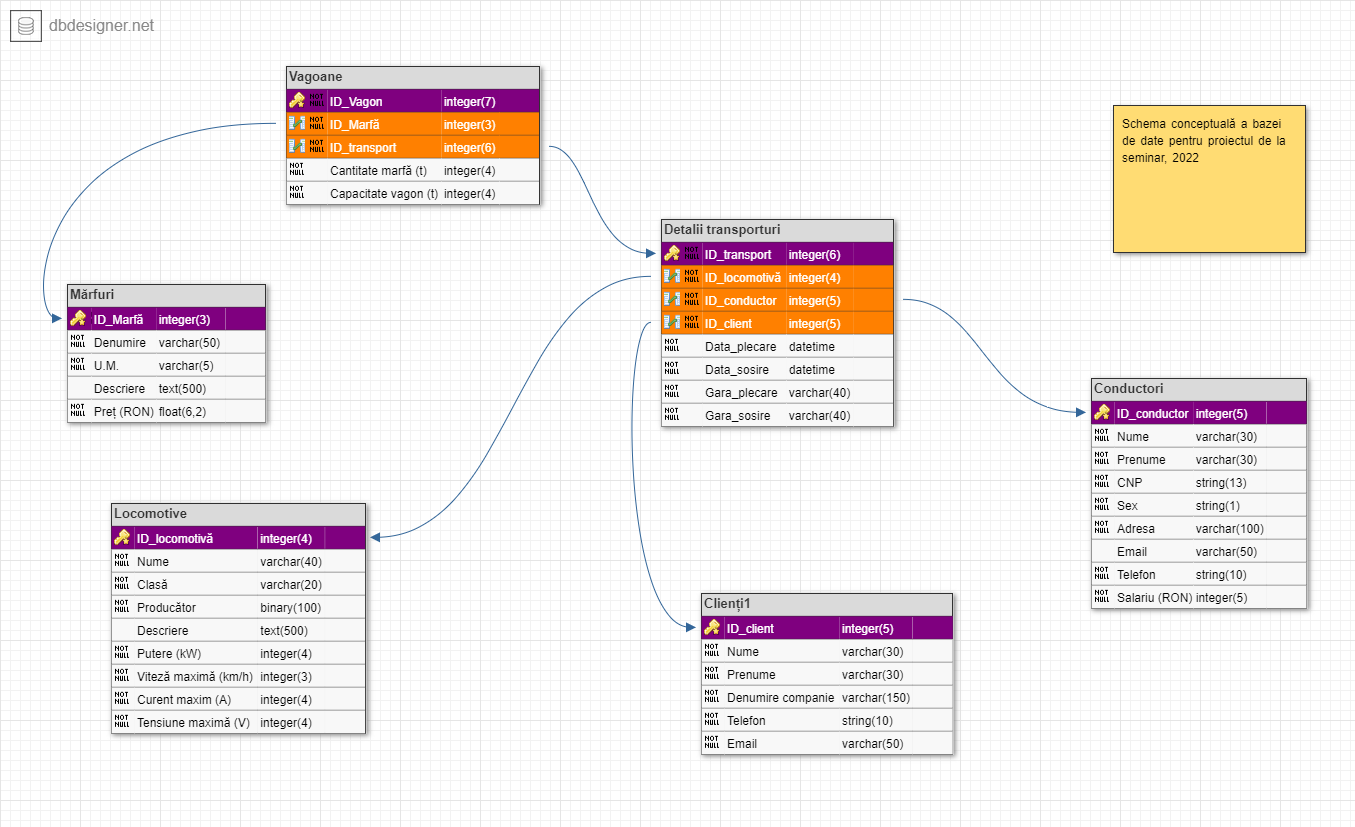 dbdesigner.net
Vagoane
NOT NULL ID_Vagon integer(7)
NOT NULL ID_Marfă integer(3)
NOT NULL ID_transport integer(6)
NOT NULL Cantitate marfă (t) integer(4)
NOT NULL Capacitate vagon (t) integer(4)
Schema conceptuală a bazei
de date pentru proiectul de la
seminar, 2022
Detalii transporturi
NOT NULL ID_transport integer(6)
NOT NULL ID_locomotivă integer(4)
NOT NULL ID_conductor integer(5)
NOT NULL ID_client integer(5)
NOT NULL Data_plecare datetime
NOT NULL Data_sosire datetime
NOT NULL Gara_plecare varchar(40)
NOT NULL Gara_sosire varchar(40)
Mărfuri
ID_Marfă integer(3)
NOT NULL Denumire varchar(50)
NOT NULL U.M. varchar(5)
Descriere text(500)
NOT NULL Preț (RON) float(6,2)
Conductori
ID_conductor integer(5)
NOT NULL Nume varchar(30)
NOT NULL Prenume varchar(30)
NOT NULL CNP string(13)
NOT NULL Sex string(1)
NOT NULL Adresa varchar(100)
Email varchar(50)
NOT NULL Telefon string(10)
NOT NULL Salariu (RON) integer(5)
Locomotive
ID_locomotivă integer(4)
NOT NULL Nume varchar(40)
NOT NULL Clasă varchar(20)
NOT NULL Producător binary(100)
Descriere text(500)
NOT NULL Putere (kW) integer(4)
NOT NULL Viteză maximă (km/h) integer(3)
NOT NULL Curent maxim (A) integer(4)
NOT NULL Tensiune maximă (V) integer(4)
Clienți1
ID_client integer(5)
NOT NULL Nume varchar(30)
NOT NULL Prenume varchar(30)
NOT NULL Denumire companie varchar(150)
NOT NULL Telefon string(10)
NOT NULL Email varchar(50)